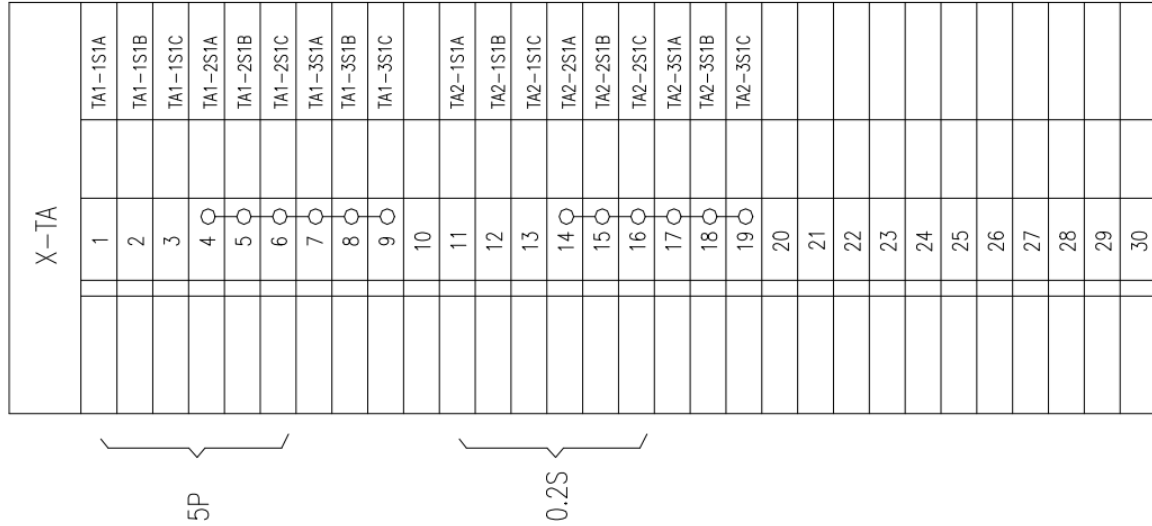 X-TA
1 TA1-1S1A
2 TA1-1S1B
3 TA1-1S1C
4 TA1-2S1A
5 TA1-2S1B
6 TA1-2S1C
7 TA1-3S1A
8 TA1-3S1B
9 TA1-3S1C
10
11 TA2-1S1A
12 TA2-1S1B
13 TA2-1S1C
14 TA2-2S1A
15 TA2-2S1B
16 TA2-2S1C
17 TA2-3S1A
18 TA2-3S1B
19 TA2-3S1C
20
21
22
23
24
25
26
27
28
29
30
5P
0.2S